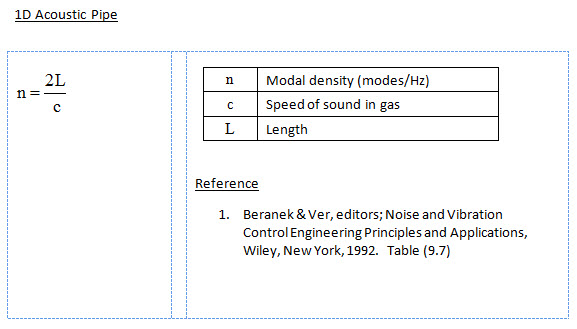 1D Acoustic Pipe
n = 2L
c
n Modal density (modes/Hz)
c Speed of sound in gas
L Length
Reference
1. Beranek & Ver, editors; Noise and Vibration
Control Engineering Principles and Applications,
Wiley, New York, 1992. Table (9.7)